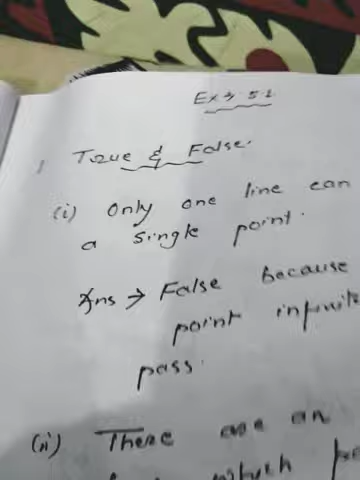 Ex → 5.1
1 True & False.
(i) Only one line can
a single point.
Ans → False because
point infinite
pass.
(ii) There are an
which